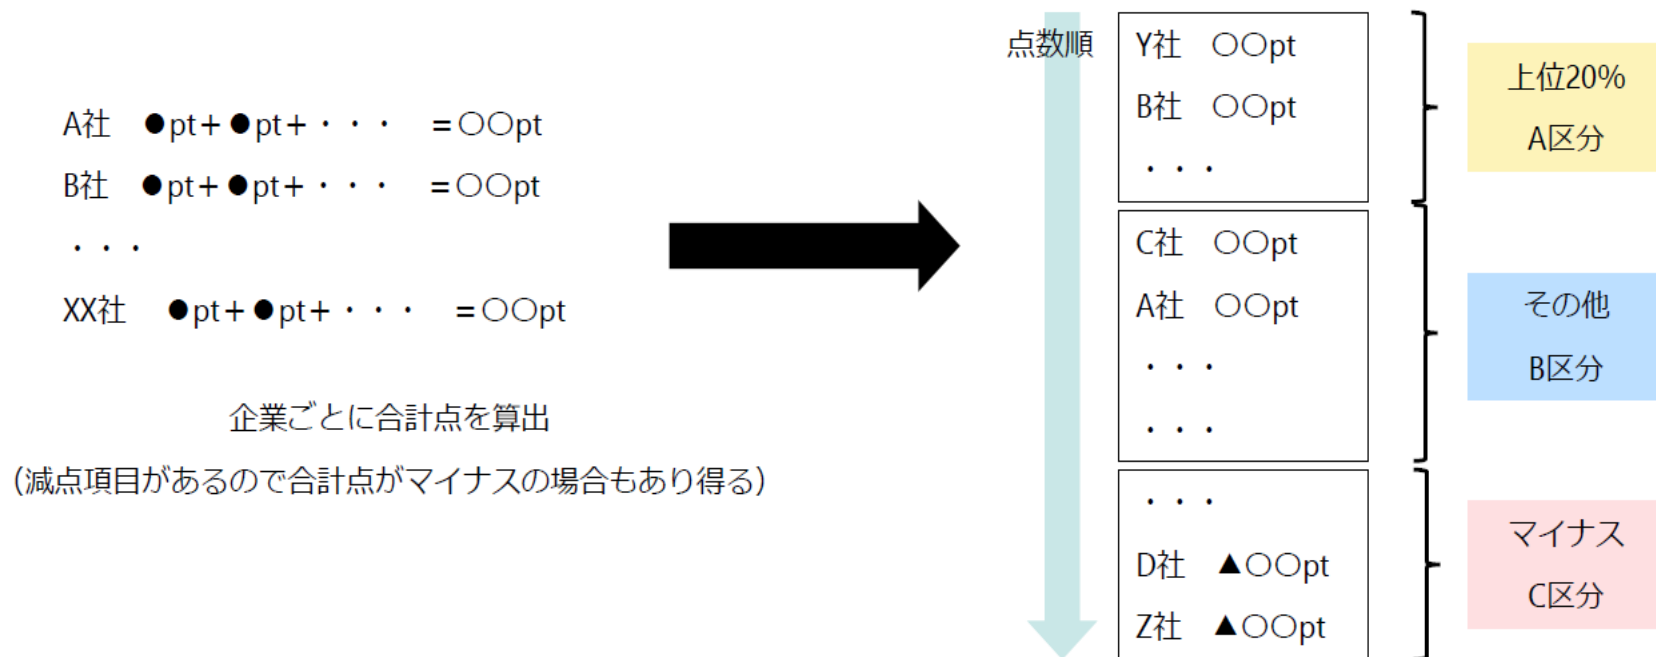 A社 ●pt+●pt+・・・ =〇〇pt
B社 ●pt+●pt+・・・ =〇〇pt
・・・
XX社 ●pt+●pt+・・・ =〇〇pt
企業ごとに合計点を算出
(減点項目があるので合計点がマイナスの場合もあり得る)
点数順
Y社 〇〇pt
B社 〇〇pt
・・・
上位20%
A区分
C社 〇〇pt
A社 〇〇pt
・・・
・・・
その他
B区分
・・・
D社 ▲〇〇pt
Z社 ▲〇〇pt
マイナス
C区分